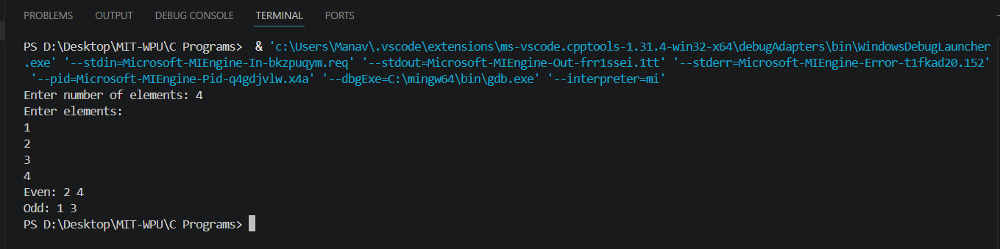 PROBLEMS OUTPUT DEBUG CONSOLE TERMINAL PORTS
PS D:\Desktop\MIT-WPU\C Programs>  & 'c:\Users\Manav\.vscode\extensions\ms-vscode.cpptools-1.31.4-win32-x64\debugAdapters\bin\WindowsDebugLauncher
.exe' '--stdin=Microsoft-MIEngine-In-bkzpuqym.req' '--stdout=Microsoft-MIEngine-Out-frr1ssei.1tt' '--stderr=Microsoft-MIEngine-Error-t1fkad20.152'
'--pid=Microsoft-MIEngine-Pid-q4gdjvlw.x4a' '--dbgExe=C:\mingw64\bin\gdb.exe' '--interpreter=mi'
Enter number of elements: 4
Enter elements:
1
2
3
4
Even: 2 4
Odd: 1 3
PS D:\Desktop\MIT-WPU\C Programs>